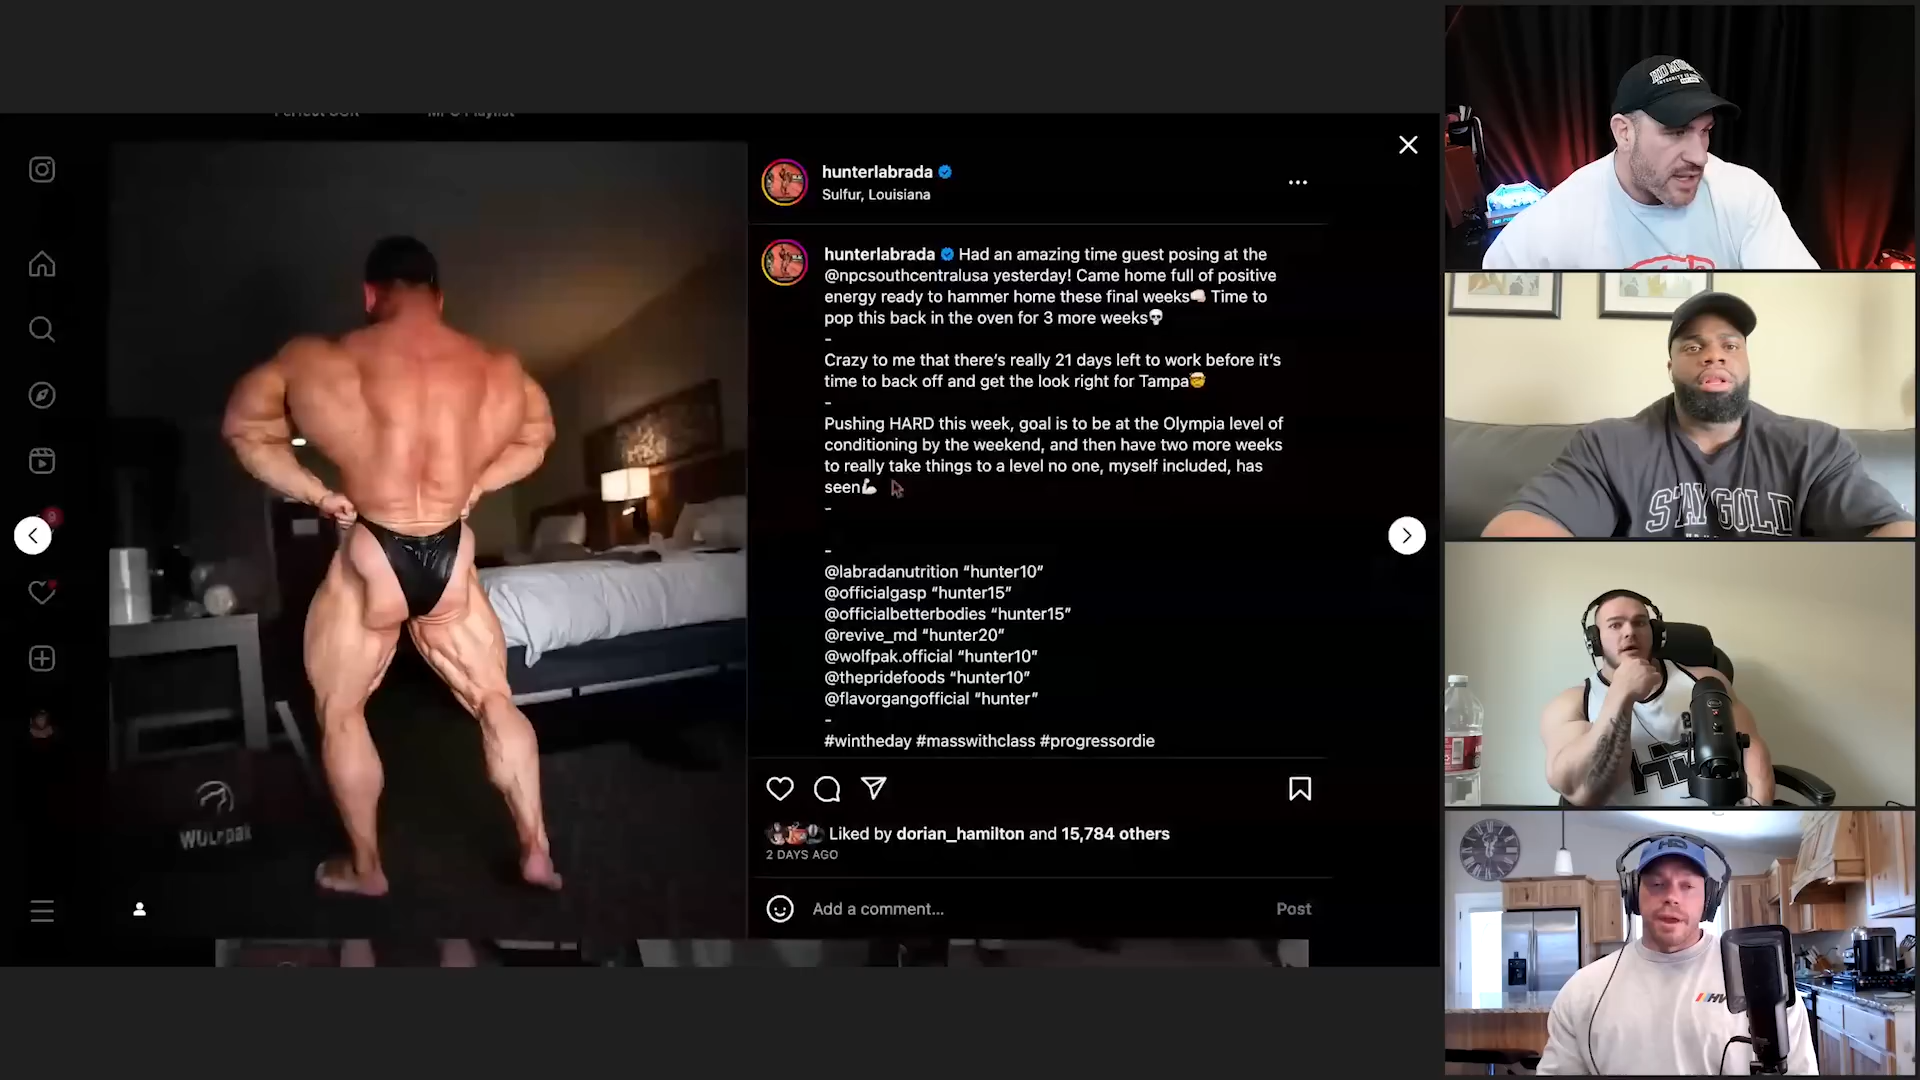 hunterlabrada
Sulfur, Louisiana
hunterlabrada Had an amazing time guest posing at the
@npcsouthcentralusa yesterday! Came home full of positive
energy ready to hammer home these final weeks👊🏻 Time to
pop this back in the oven for 3 more weeks💀
-
Crazy to me that there's really 21 days left to work before it's
time to back off and get the look right for Tampa🤯
-
Pushing HARD this week, goal is to be at the Olympia level of
conditioning by the weekend, and then have two more weeks
to really take things to a level no one, myself included, has
seen💪🏻
-
-
@labradanutrition “hunter10”
@officialgasp “hunter15”
@officialbetterbodies “hunter15”
@revive_md “hunter20”
@wolfpak.official “hunter10”
@thepridefoods “hunter10”
@flavorgangofficial “hunter”
-
#wintheday #masswithclass #progressordie
Liked by dorian_hamilton and 15,784 others
2 DAYS AGO
Add a comment...
Post
WOLFpak
STAY GOLD